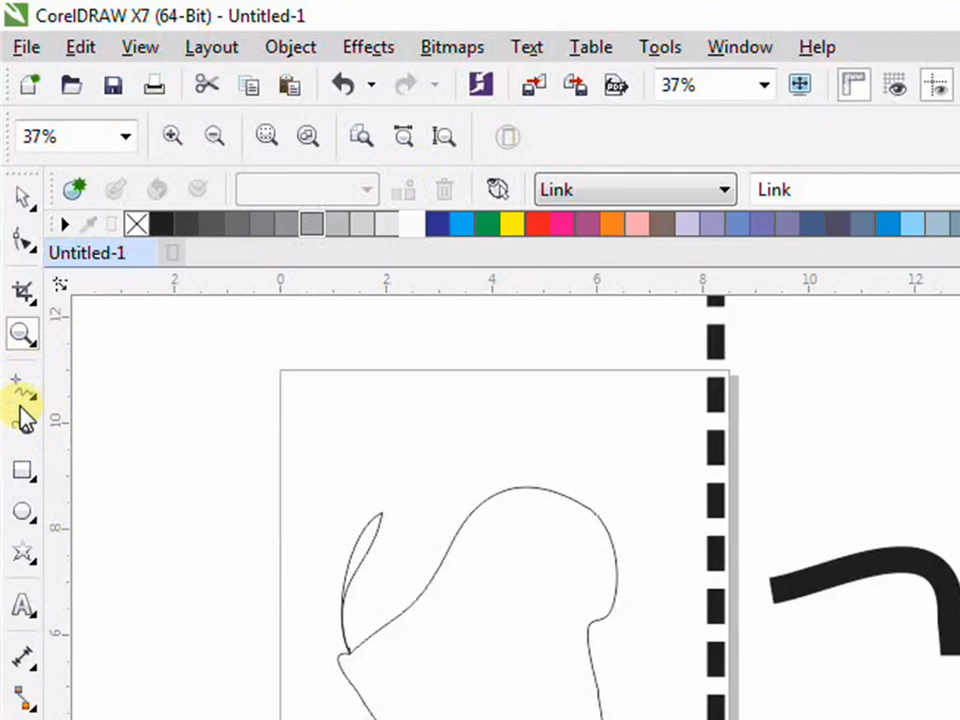 CorelDRAW X7 (64-Bit) - Untitled-1
File Edit View Layout Object Effects Bitmaps Text Table Tools Window Help
PDF 37%
37%
Link Link
Untitled-1
2 0 2 4 6 8 10 12
12
10
8
6